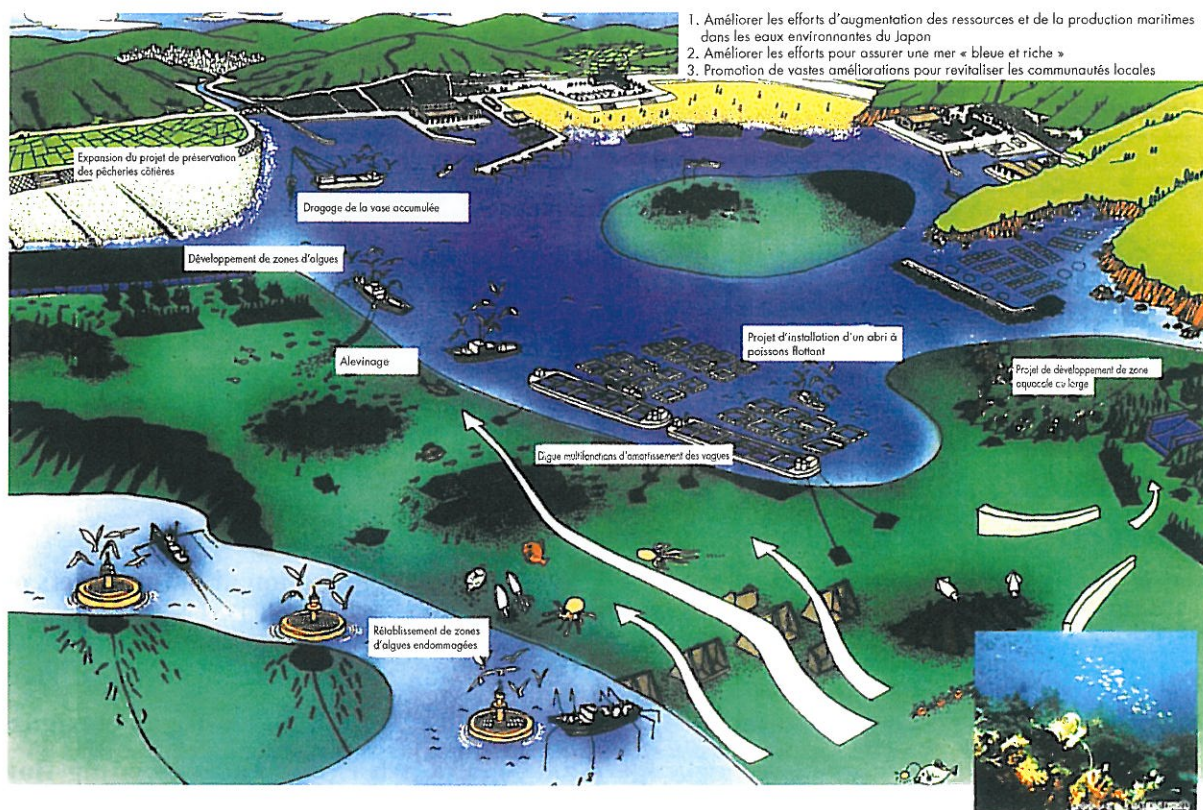 1. Améliorer les efforts d'augmentation des ressources et de la production maritimes
dans les eaux environnantes du Japon
2. Améliorer les efforts pour assurer une mer « bleue et riche »
3. Promotion de vastes améliorations pour revitaliser les communautés locales
Expansion du projet de préservation
des pêcheries côtières
Dragage de la vase accumulée
Développement de zones d'algues
Projet d'installation d'un abri à
poissons flottant
Alevinage
Projet de développement de zone
aquacole au large
Digue multifonctions d'amortissement des vagues
Rétablissement de zones
d'algues endommagées